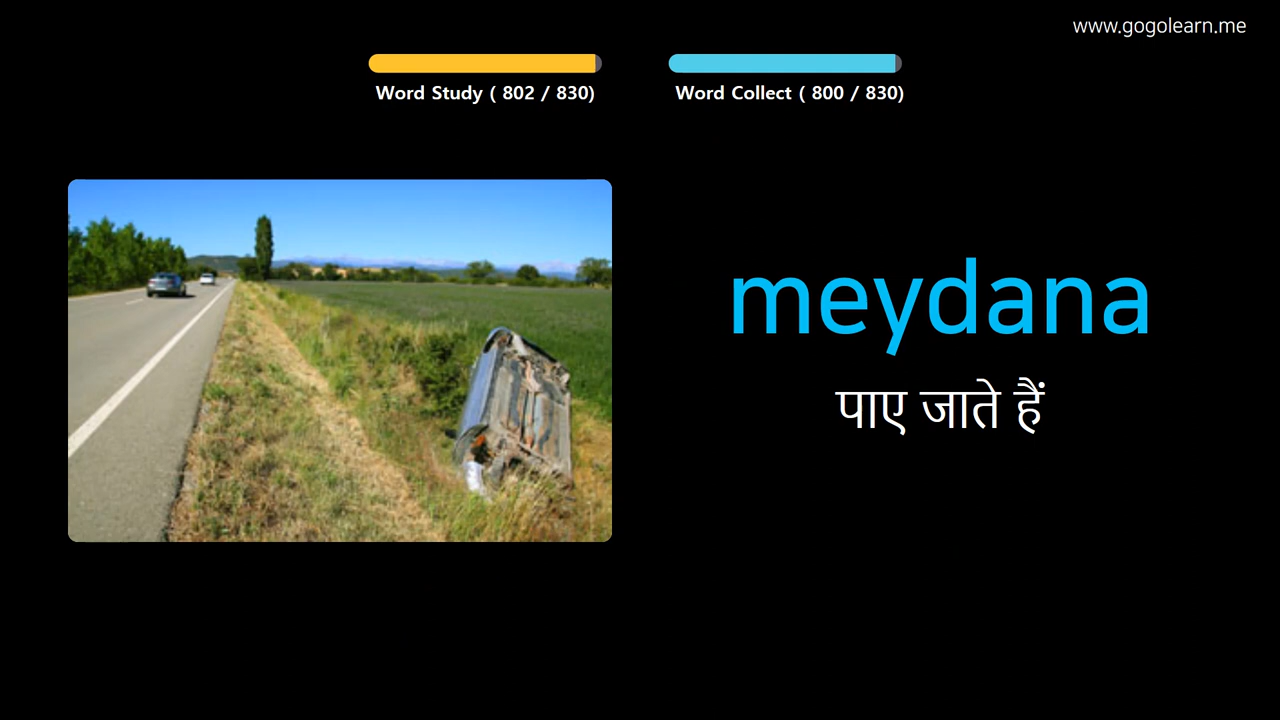 www.gogolearn.me
Word Study ( 802 / 830)
Word Collect ( 800 / 830)
meydana
पाए जाते हैं